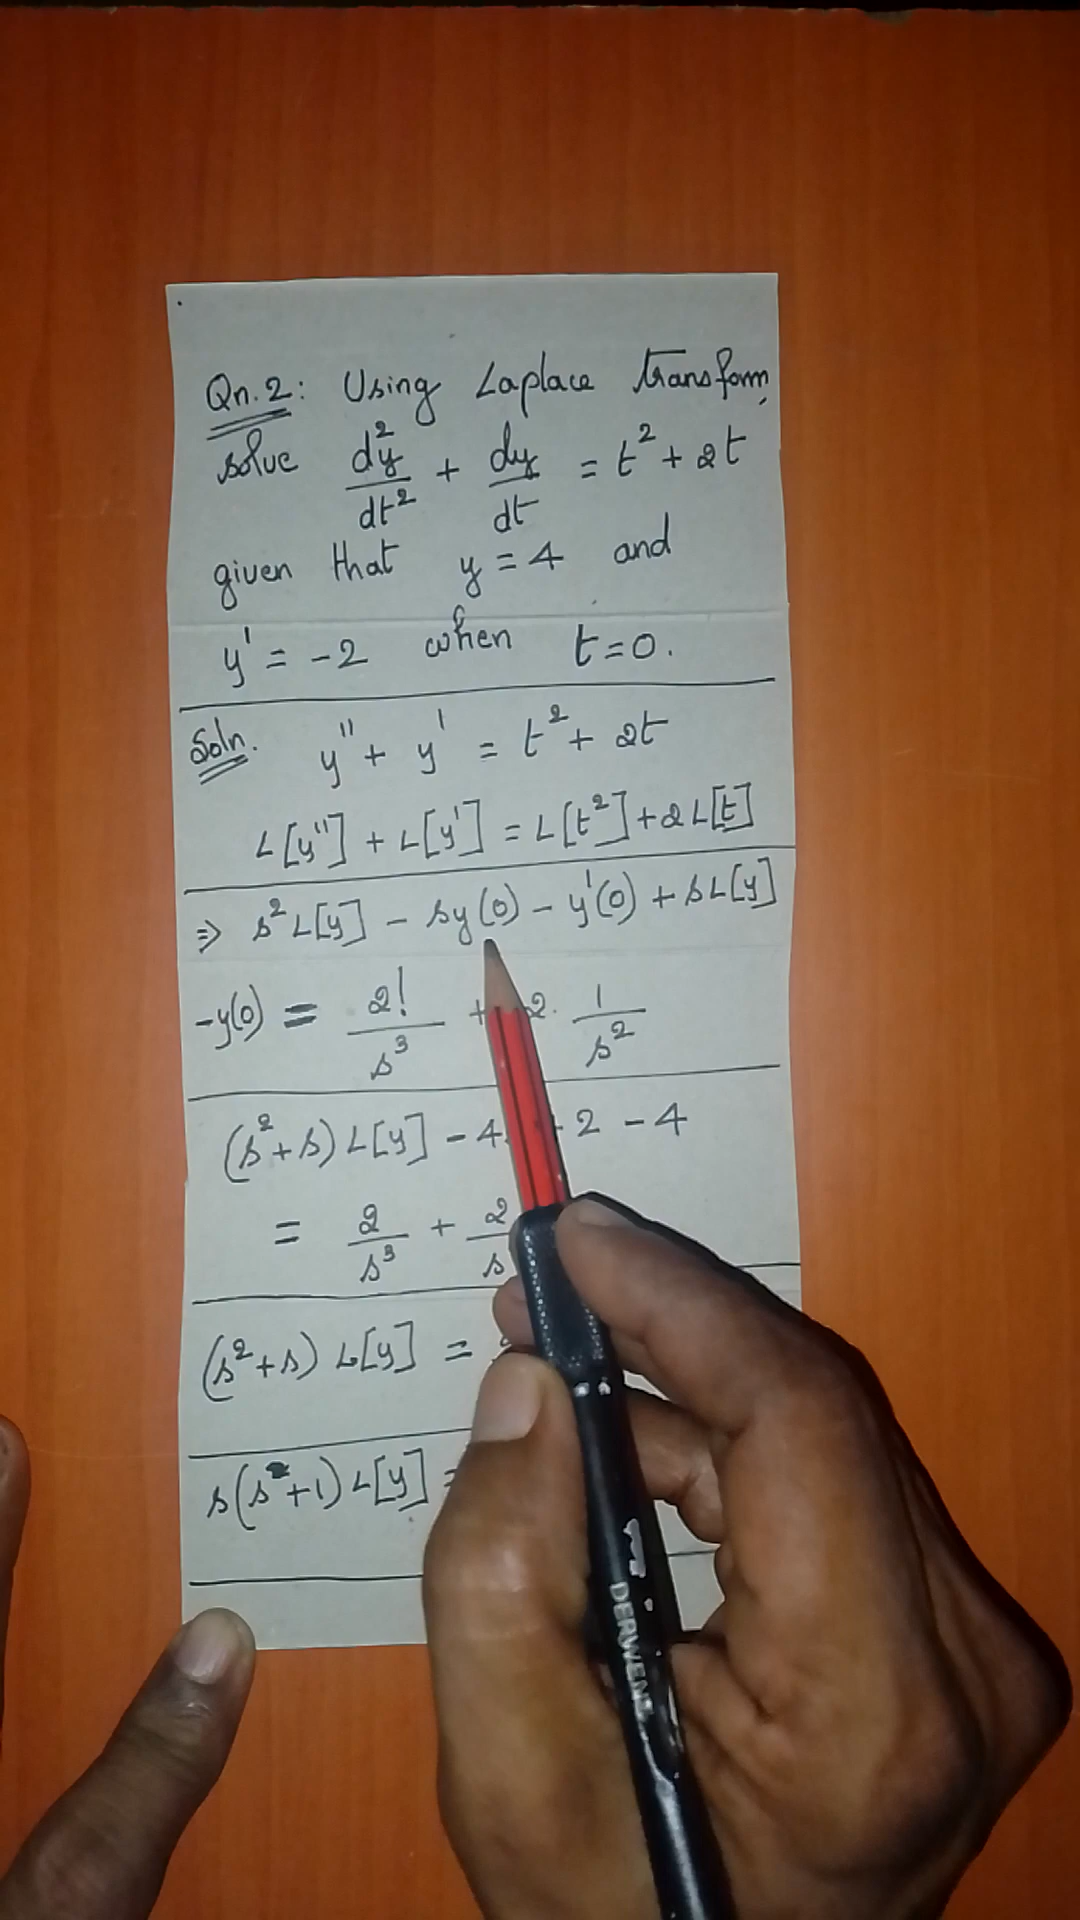 Qn.2: Using Laplace transform,
solve d²y/dt² + dy/dt = t² + 2t
given that y = 4 and
y' = -2 when t=0.
Soln. y'' + y' = t² + 2t
L[y''] + L[y'] = L[t²] + 2L[t]
⇒ s² L[y] - sy(0) - y'(0) + sL[y]
-y(0) = 2!/s³ + 2. 1/s²
(s²+s) L[y] - 4 + 2 - 4
= 2/s³ + 2/s
(s²+s) L[y] =
s(s+1) L[y] =
DERWENT